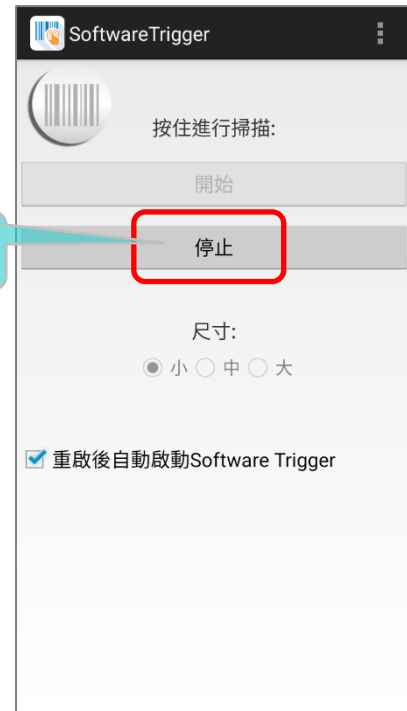 SoftwareTrigger
按住進行掃描:
開始
停止
尺寸:
小 中 大
重啟後自動啟動Software Trigger